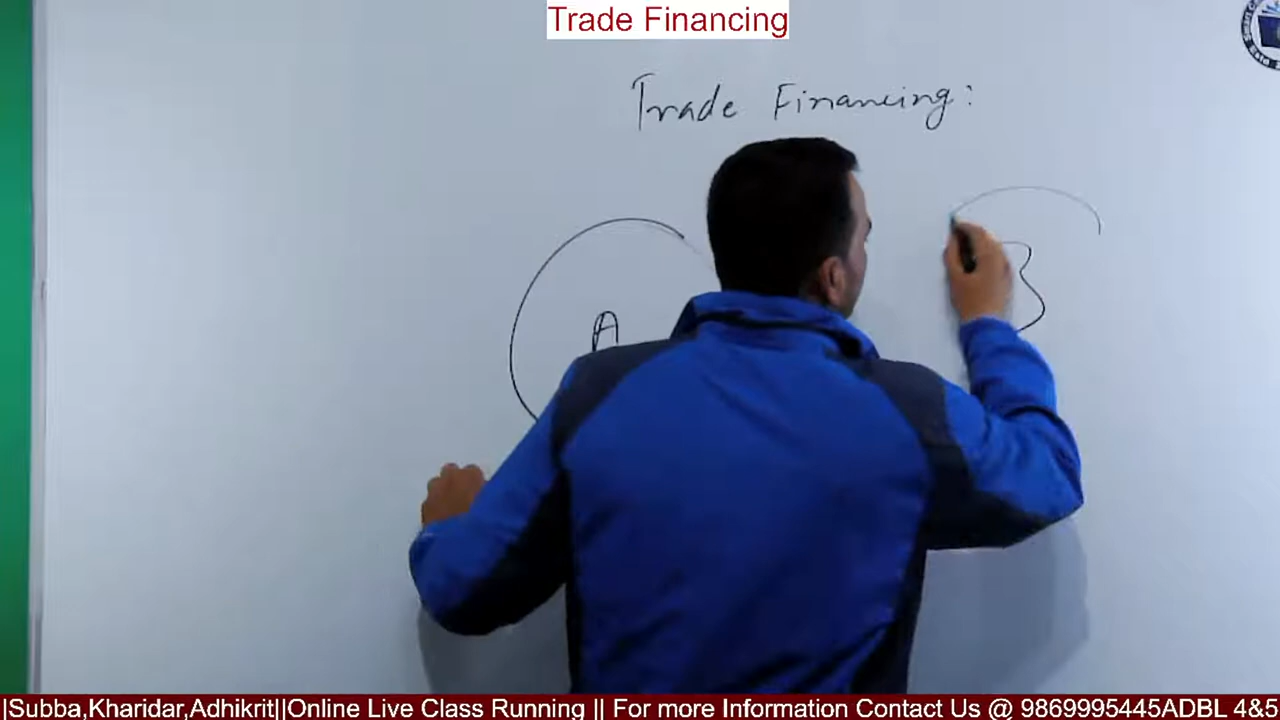 Trade Financing
Trade Financing:
A
B
|Subba,Kharidar,Adhikrit||Online Live Class Running || For more Information Contact Us @ 9869995445ADBL 4&5